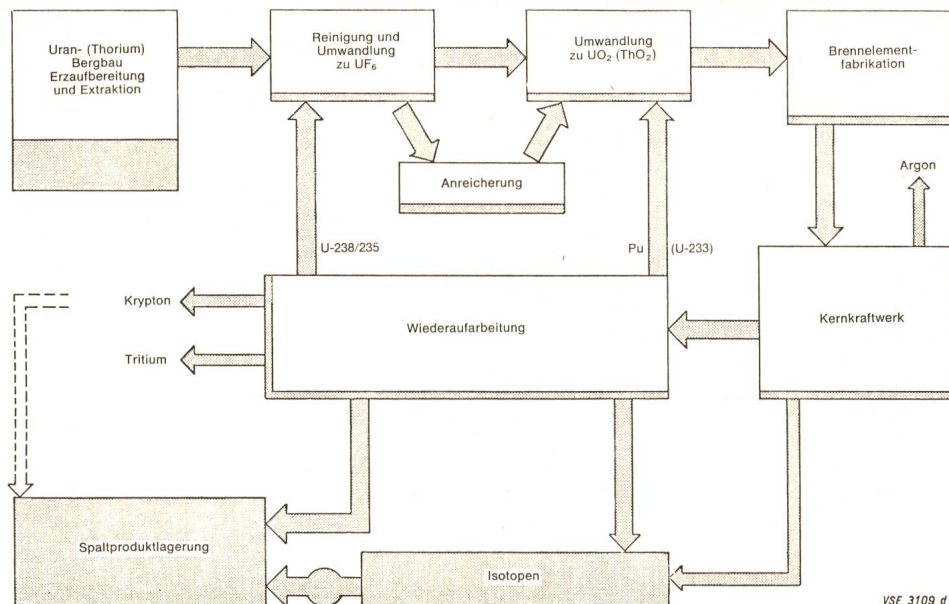 Uran- (Thorium)
Bergbau
Erzaufbereitung
und Extraktion
Reinigung und
Umwandlung
zu UF₆
Umwandlung
zu UO₂ (ThO₂)
Brennelement-
fabrikation
Anreicherung
Argon
U-238/235
Pu (U-233)
Krypton
Wiederaufarbeitung
Kernkraftwerk
Tritium
Spaltproduktlagerung
Isotopen
VSE 3109 d